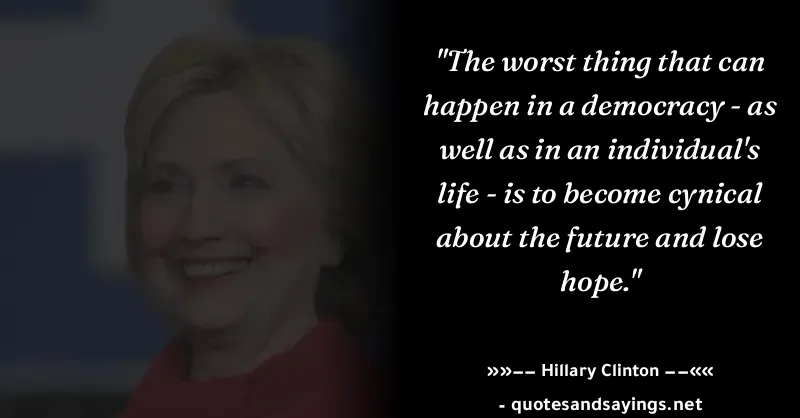 "The worst thing that can
happen in a democracy - as
well as in an individual's
life - is to become cynical
about the future and lose
hope."
»»–– Hillary Clinton ––««
- quotesandsayings.net